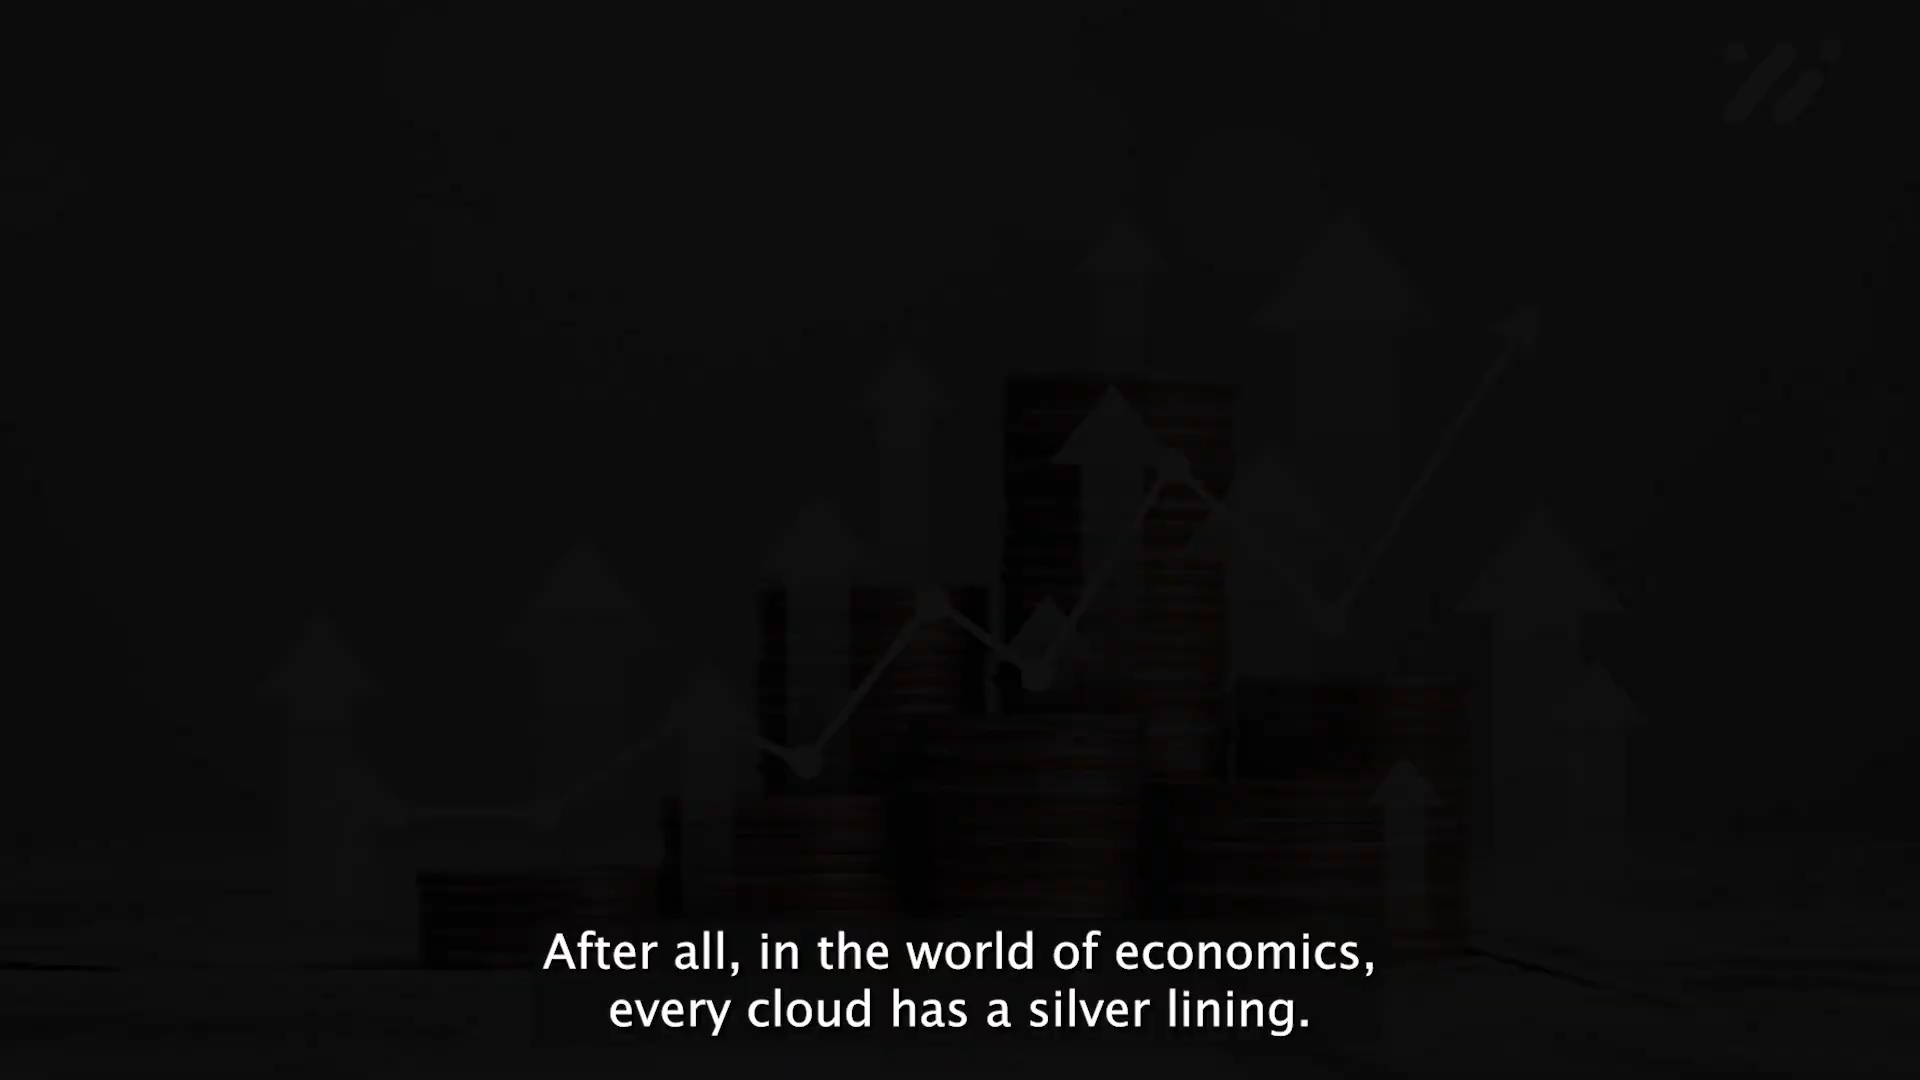 After all, in the world of economics,
every cloud has a silver lining.